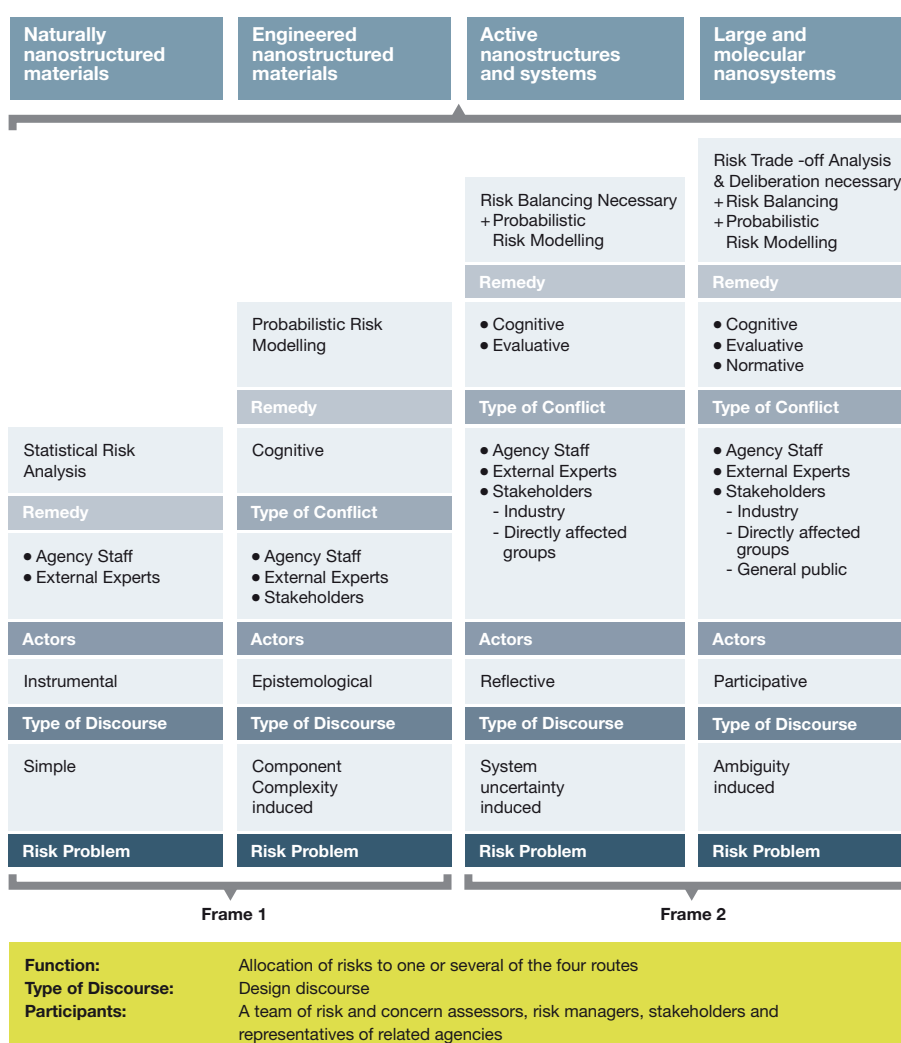 Naturally
nanostructured
materials
Engineered
nanostructured
materials
Active
nanostructures
and systems
Large and
molecular
nanosystems
Statistical Risk
Analysis
Remedy
● Agency Staff
● External Experts
Actors
Instrumental
Type of Discourse
Simple
Risk Problem
Probabilistic Risk
Modelling
Remedy
Cognitive
Type of Conflict
● Agency Staff
● External Experts
● Stakeholders
Actors
Epistemological
Type of Discourse
Component
Complexity
induced
Risk Problem
Risk Balancing Necessary
+ Probabilistic
Risk Modelling
Remedy
● Cognitive
● Evaluative
Type of Conflict
● Agency Staff
● External Experts
● Stakeholders
- Industry
- Directly affected
groups
Actors
Reflective
Type of Discourse
System
uncertainty
induced
Risk Problem
Risk Trade -off Analysis
& Deliberation necessary
+ Risk Balancing
+ Probabilistic
Risk Modelling
Remedy
● Cognitive
● Evaluative
● Normative
Type of Conflict
● Agency Staff
● External Experts
● Stakeholders
- Industry
- Directly affected
groups
- General public
Actors
Participative
Type of Discourse
Ambiguity
induced
Risk Problem
Frame 1
Frame 2
Function: Allocation of risks to one or several of the four routes
Type of Discourse: Design discourse
Participants: A team of risk and concern assessors, risk managers, stakeholders and
representatives of related agencies